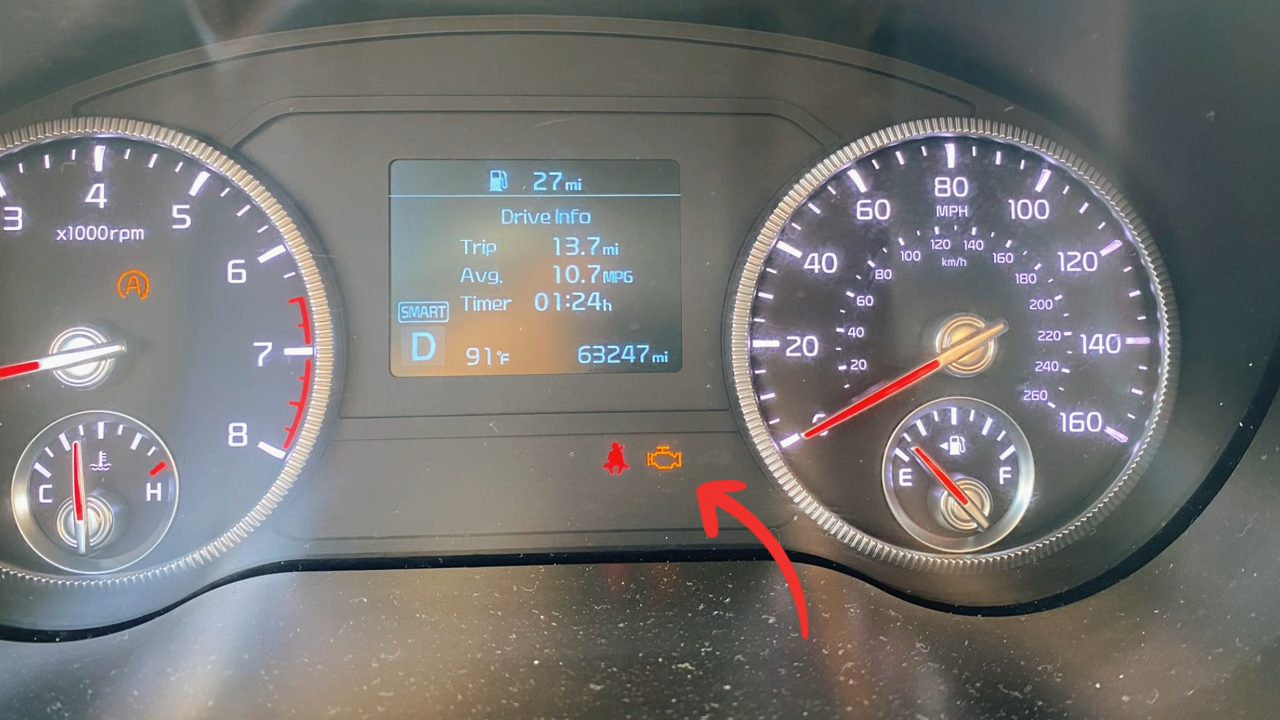 3
4
5
6
7
8
x1000rpm
A
C
H
27mi
Drive Info
Trip 13.7mi
Avg. 10.7MPG
Timer 01:24h
SMART
D
91°F 63247mi
20
40
60
80
100
120
140
160
MPH
20
40
60
80
100
120
140
160
180
200
220
240
260
km/h
E
F